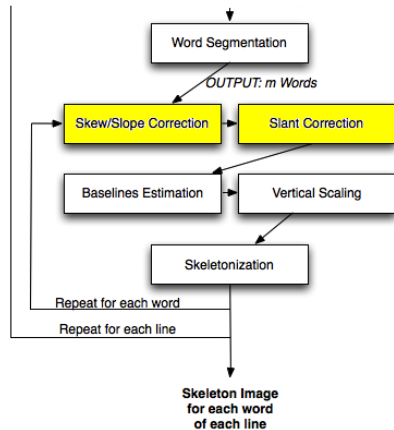 Word Segmentation
OUTPUT: m Words
Skew/Slope Correction
Slant Correction
Baselines Estimation
Vertical Scaling
Skeletonization
Repeat for each word
Repeat for each line
Skeleton Image
for each word
of each line